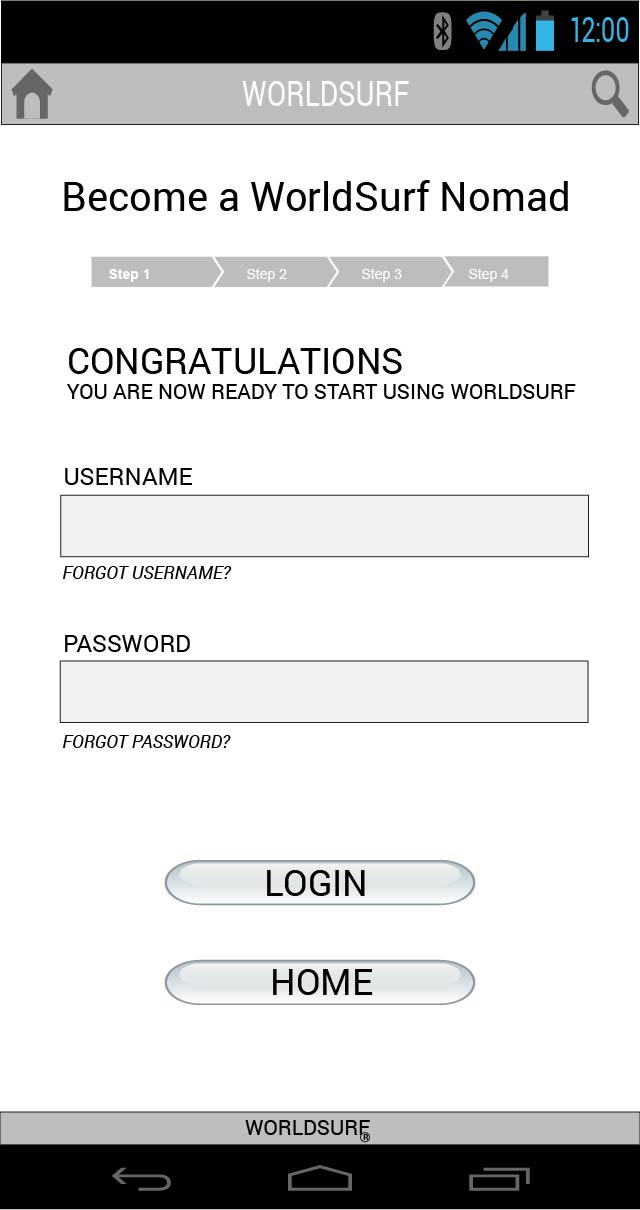 12:00
WORLDSURF
Become a WorldSurf Nomad
Step 1 Step 2 Step 3 Step 4
CONGRATULATIONS
YOU ARE NOW READY TO START USING WORLDSURF
USERNAME
FORGOT USERNAME?
PASSWORD
FORGOT PASSWORD?
LOGIN
HOME
WORLDSURF®